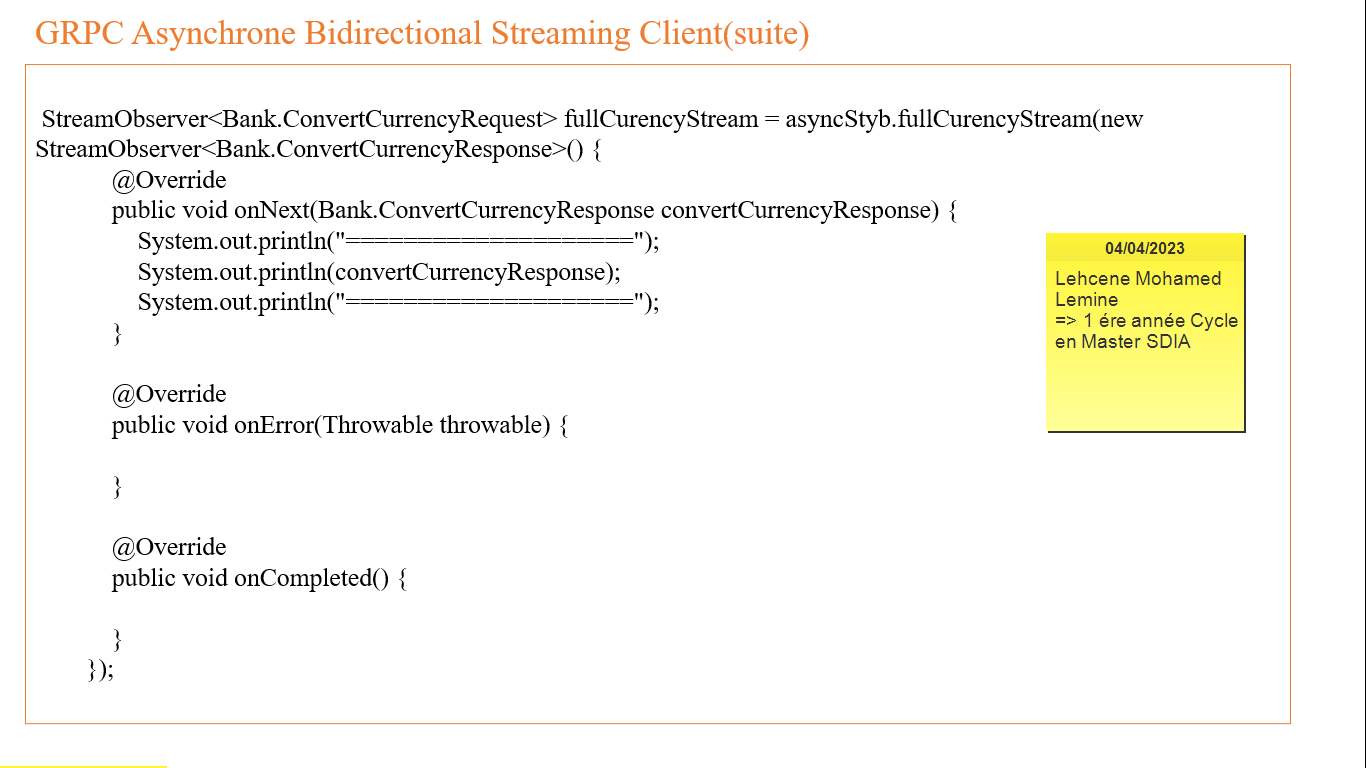 GRPC Asynchrone Bidirectional Streaming Client(suite)
StreamObserver<Bank.ConvertCurrencyRequest> fullCurencyStream = asyncStyb.fullCurencyStream(new
StreamObserver<Bank.ConvertCurrencyResponse>() {
@Override
public void onNext(Bank.ConvertCurrencyResponse convertCurrencyResponse) {
System.out.println("====================");
System.out.println(convertCurrencyResponse);
System.out.println("====================");
}
@Override
public void onError(Throwable throwable) {
}
@Override
public void onCompleted() {
}
});
04/04/2023
Lehcene Mohamed
Lemine
=> 1 ére année Cycle
en Master SDIA